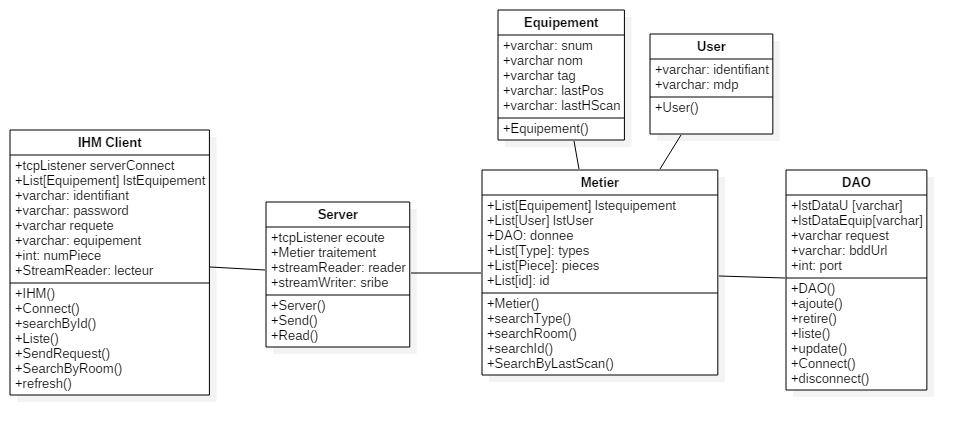 IHM Client
+tcpListener serverConnect
+List[Equipement] lstEquipement
+varchar: identifiant
+varchar: password
+varchar requete
+varchar: equipement
+int: numPiece
+StreamReader: lecteur
+IHM()
+Connect()
+searchById()
+Liste()
+SendRequest()
+SearchByRoom()
+refresh()
Server
+tcpListener ecoute
+Metier traitement
+streamReader: reader
+streamWriter: sribe
+Server()
+Send()
+Read()
Equipement
+varchar: snum
+varchar nom
+varchar tag
+varchar: lastPos
+varchar: lastHScan
+Equipement()
User
+varchar: identifiant
+varchar: mdp
+User()
Metier
+List[Equipement] lstequipement
+List[User] lstUser
+DAO: donnee
+List[Type]: types
+List[Piece]: pieces
+List[id]: id
+Metier()
+searchType()
+searchRoom()
+searchId()
+SearchByLastScan()
DAO
+lstDataU [varchar]
+lstDataEquip[varchar]
+varchar request
+varchar: bddUrl
+int: port
+DAO()
+ajoute()
+retire()
+liste()
+update()
+Connect()
+disconnect()